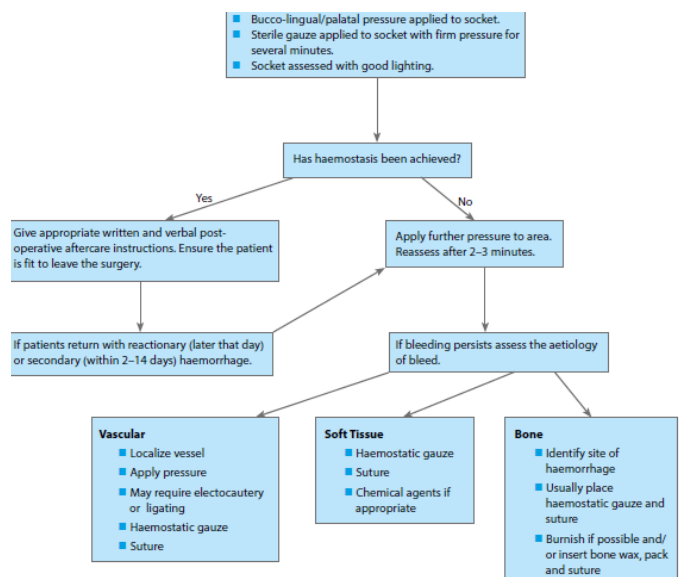 Bucco-lingual/palatal pressure applied to socket.
Sterile gauze applied to socket with firm pressure for
several minutes.
Socket assessed with good lighting.
Has haemostasis been achieved?
Yes
No
Give appropriate written and verbal post-
operative aftercare instructions. Ensure the patient
is fit to leave the surgery.
Apply further pressure to area.
Reassess after 2–3 minutes.
If patients return with reactionary (later that day)
or secondary (within 2–14 days) haemorrhage.
If bleeding persists assess the aetiology
of bleed.
Vascular
Localize vessel
Apply pressure
May require electocautery
or ligating
Haemostatic gauze
Suture
Soft Tissue
Haemostatic gauze
Suture
Chemical agents if
appropriate
Bone
Identify site of
haemorrhage
Usually place
haemostatic gauze and
suture
Burnish if possible and/
or insert bone wax, pack
and suture